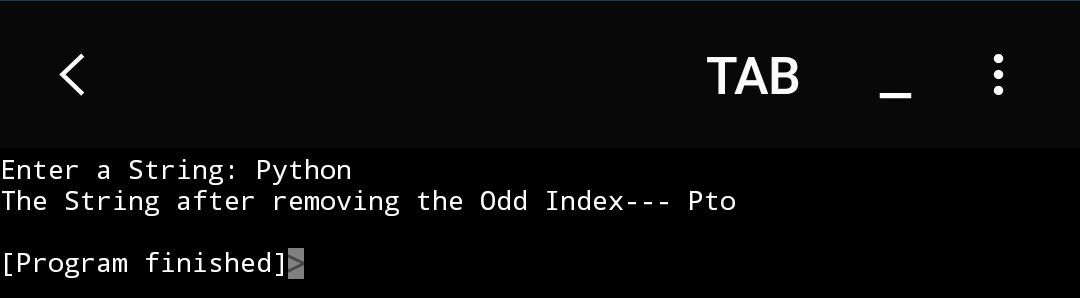 TAB _
Enter a String: Python
The String after removing the Odd Index--- Pto
[Program finished]>